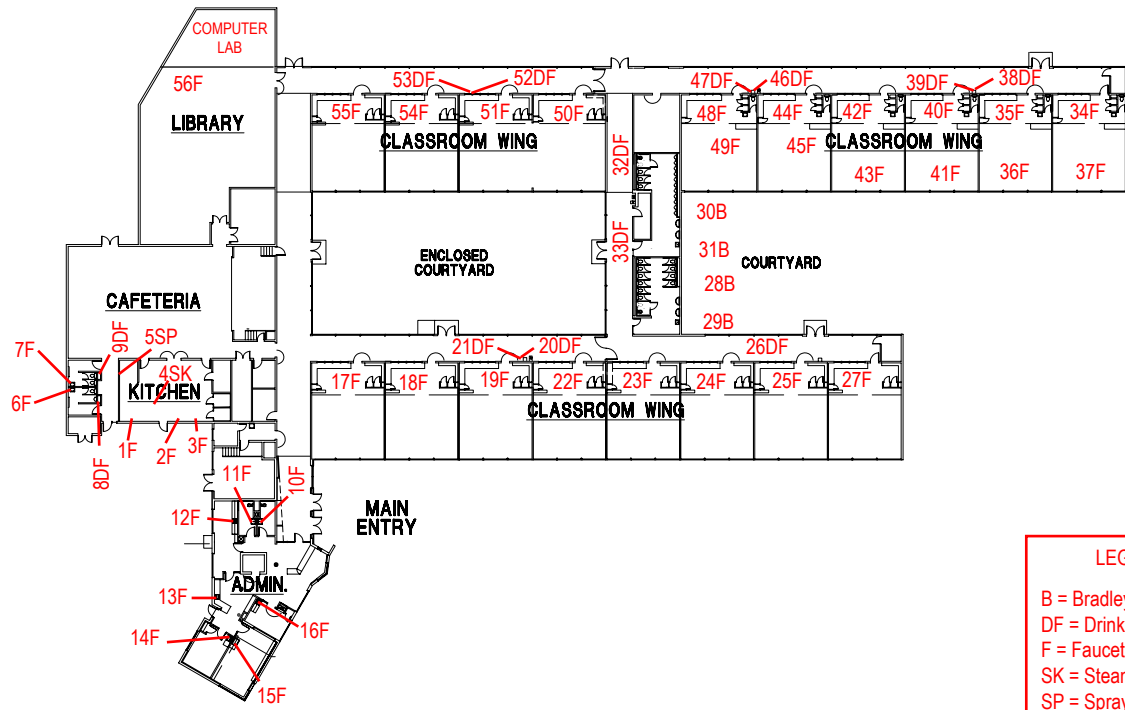 COMPUTER
LAB
56F
LIBRARY
53DF
52DF
47DF
46DF
39DF
38DF
55F
54F
51F
50F
48F
44F
42F
40F
35F
34F
CLASSROOM WING
CLASSROOM WING
49F
45F
43F
41F
36F
37F
32DF
33DF
30B
31B
28B
29B
ENCLOSED
COURTYARD
COURTYARD
CAFETERIA
7F
6F
9DF
5SP
4SK
KITCHEN
8DF
1F
2F
3F
21DF
20DF
26DF
17F
18F
19F
22F
23F
24F
25F
27F
CLASSROOM WING
11F
10F
12F
MAIN
ENTRY
ADMIN.
13F
14F
15F
16F
LEG
B = Bradley
DF = Drink
F = Faucet
SK = Stear
SP = Spray